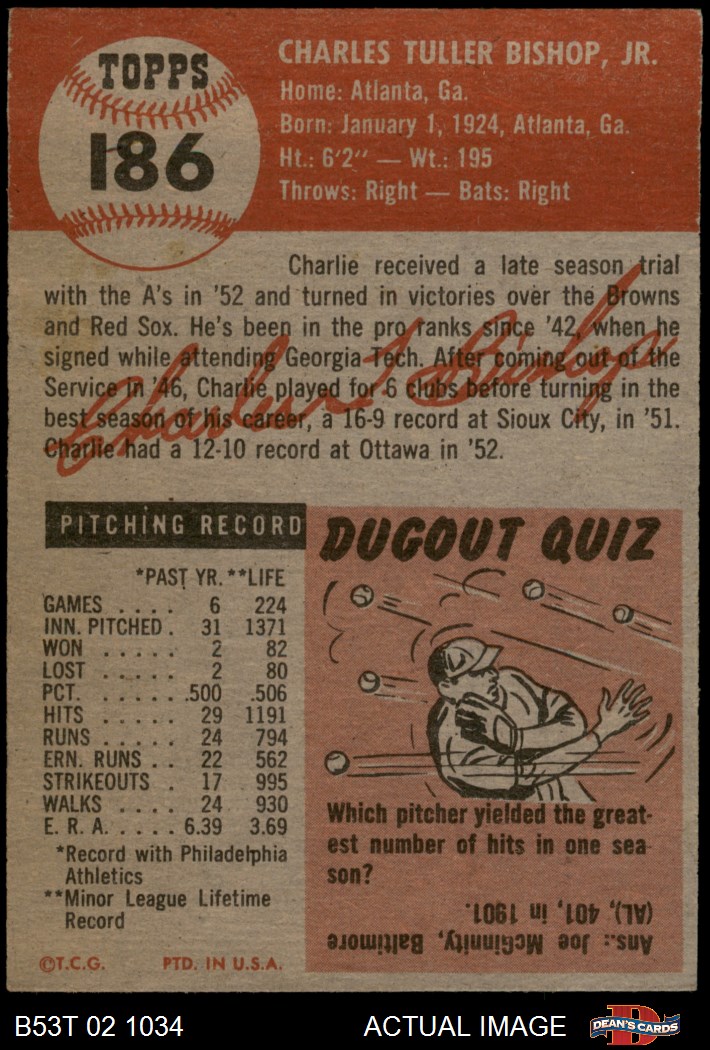 TOPPS
186
CHARLES TULLER BISHOP, JR.
Home: Atlanta, Ga.
Born: January 1, 1924, Atlanta, Ga.
Ht.: 6'2" — Wt.: 195
Throws: Right — Bats: Right
Charlie received a late season trial
with the A's in '52 and turned in victories over the Browns
and Red Sox. He's been in the pro ranks since '42, when he
signed while attending Georgia Tech. After coming out of the
Service in '46, Charlie played for 6 clubs before turning in the
best season of his career, a 16-9 record at Sioux City, in '51.
Charlie had a 12-10 record at Ottawa in '52.
Charles T Bishop
PITCHING RECORD
*PAST YR. **LIFE
GAMES . . . . 6 224
INN. PITCHED . 31 1371
WON . . . . . 2 82
LOST . . . . . 2 80
PCT. . . . . .500 .506
HITS . . . . 29 1191
RUNS . . . . 24 794
ERN. RUNS . . 22 562
STRIKEOUTS . 17 995
WALKS . . . . 24 930
E. R. A. . . . . 6.39 3.69
*Record with Philadelphia
Athletics
**Minor League Lifetime
Record
©T.C.G. PTD. IN U.S.A.
DUGOUT QUIZ
Which pitcher yielded the great-
est number of hits in one sea-
son?
Ans.: Joe McGinnity, Baltimore
(AL), 401, in 1901.
B53T 02 1034 ACTUAL IMAGE
D
DEAN'S CARDS